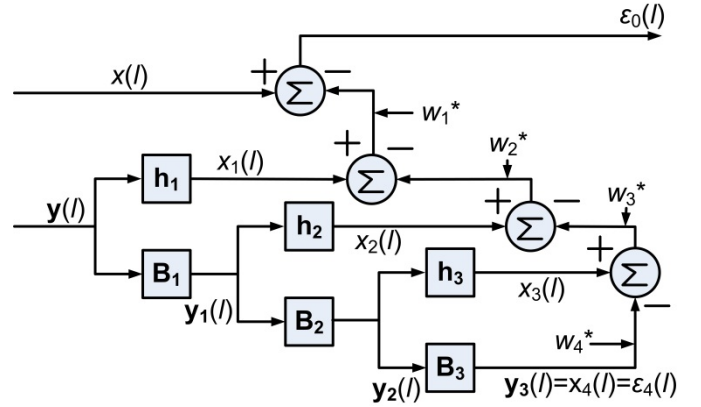 ε₀(l)
+ −
x(l) Σ
w₁*
+ − w₂*
h₁ x₁(l) Σ
+ − w₃*
y(l) h₂ x₂(l) Σ
+
B₁ h₃ x₃(l) Σ
y₁(l) B₂ −
w₄*
B₃
y₂(l) y₃(l)=x₄(l)=ε₄(l)